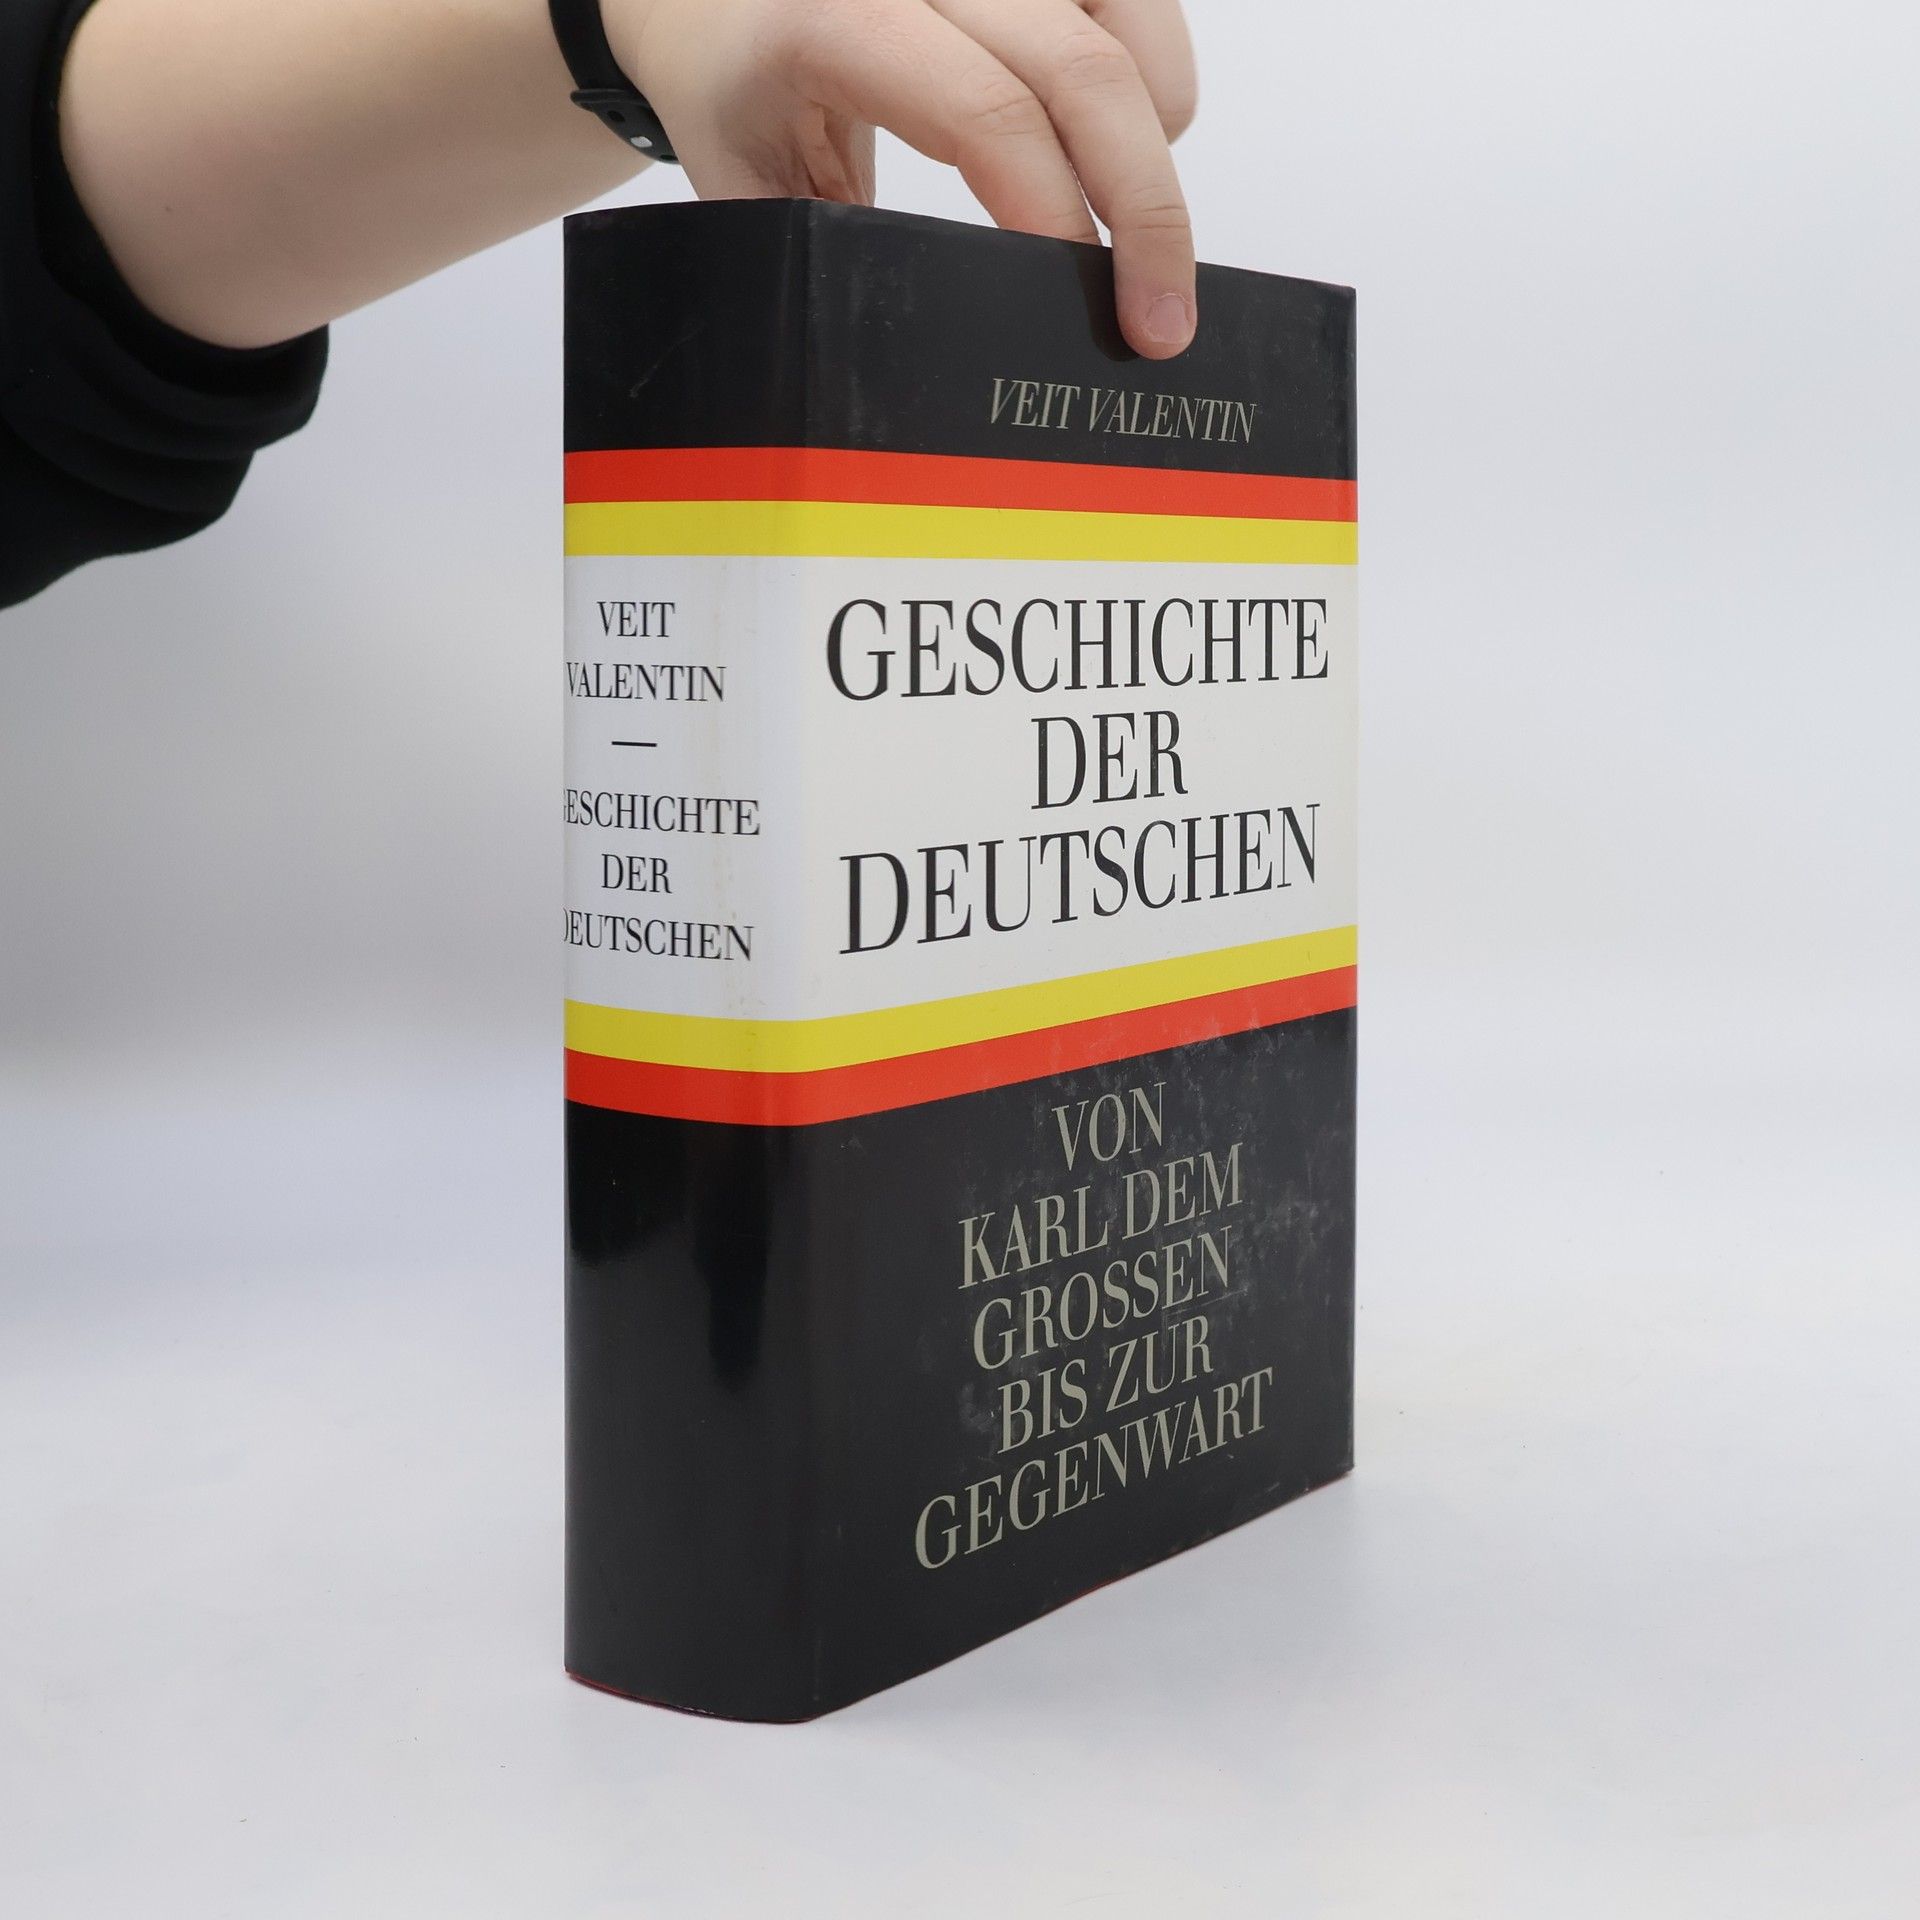 VEIT VALENTIN
GESCHICHTE
DER
DEUTSCHEN
VON
KARL DEM
GROSSEN
BIS ZUR
GEGENWART
VEIT
VALENTIN
—
GESCHICHTE
DER
DEUTSCHEN